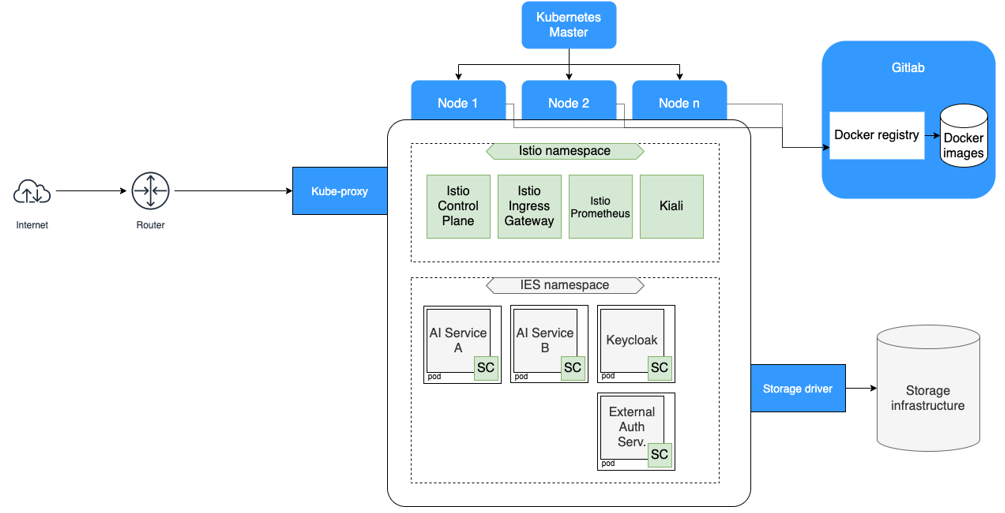 Kubernetes
Master
Gitlab
Node 1
Node 2
Node n
Docker registry
Docker
images
Istio namespace
Internet
Router
Kube-proxy
Istio
Control
Plane
Istio
Ingress
Gateway
Istio
Prometheus
Kiali
IES namespace
AI Service
A
SC
pod
AI Service
B
SC
pod
Keycloak
SC
pod
External
Auth
Serv.
SC
pod
Storage driver
Storage
infrastructure